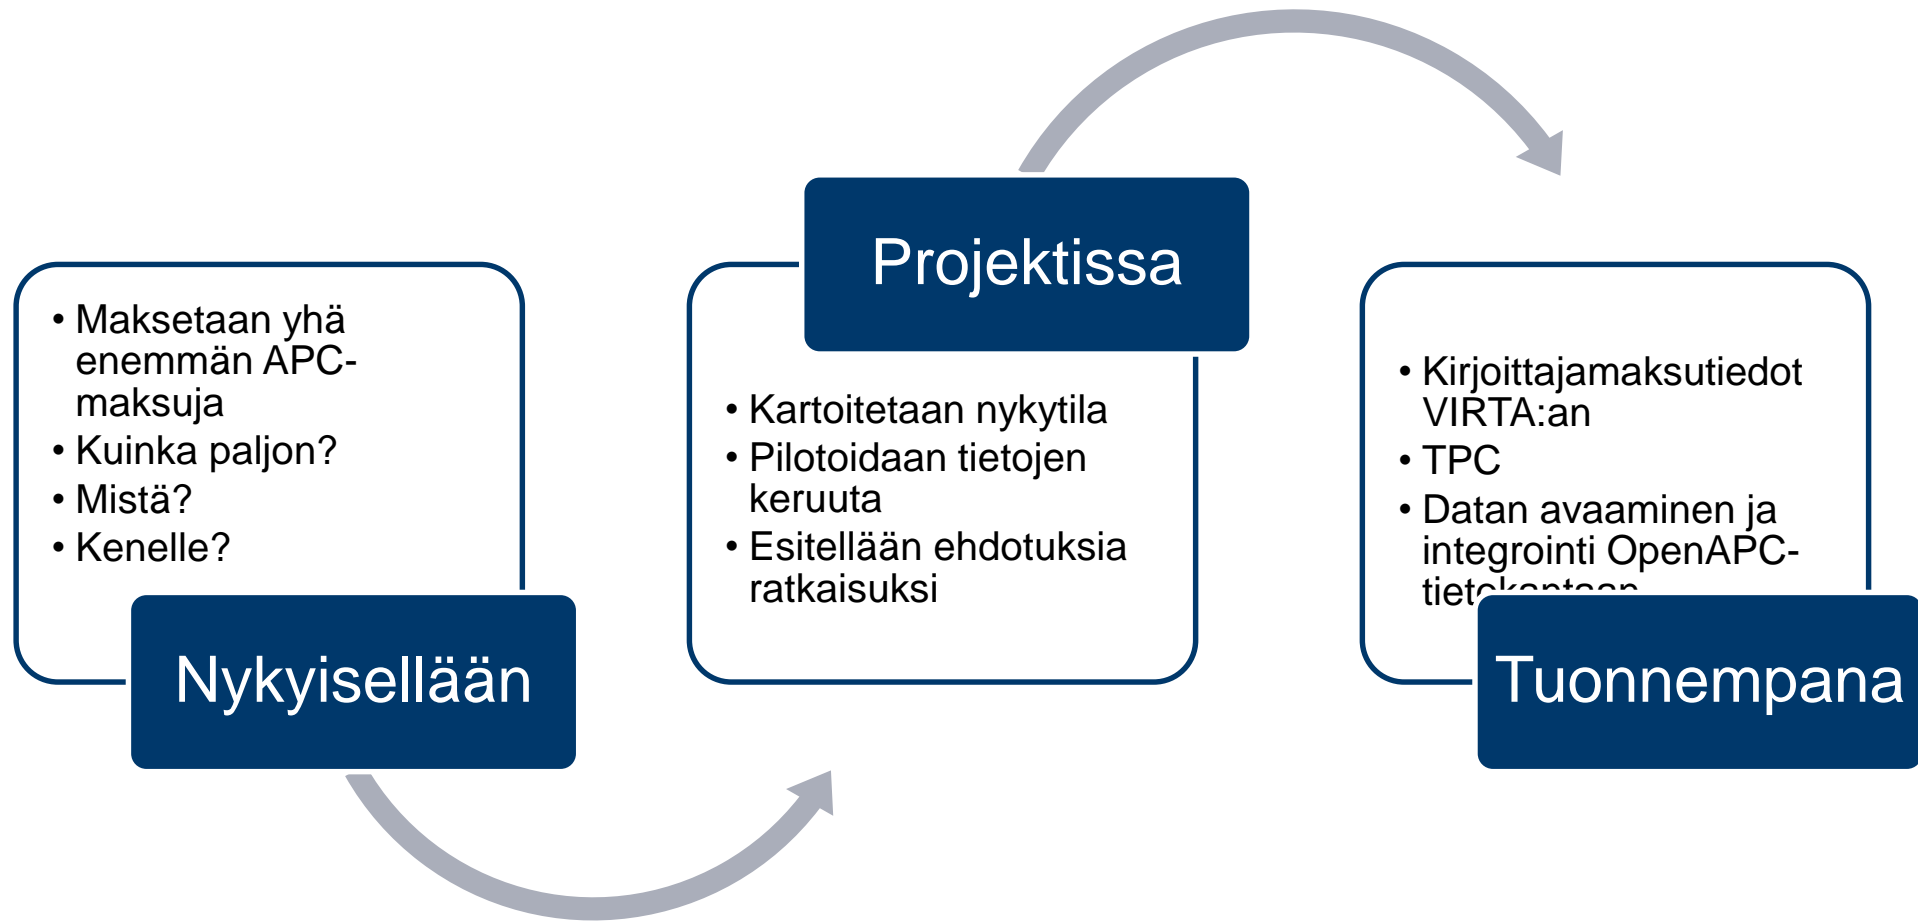 • Maksetaan yhä
enemmän APC-
maksuja
• Kuinka paljon?
• Mistä?
• Kenelle?
Nykyisellään
Projektissa
• Kartoitetaan nykytila
• Pilotoidaan tietojen
keruuta
• Esitellään ehdotuksia
ratkaisuksi
• Kirjoittajamaksutiedot
VIRTA:an
• TPC
• Datan avaaminen ja
integrointi OpenAPC-
tietokantaan
Tuonnempana